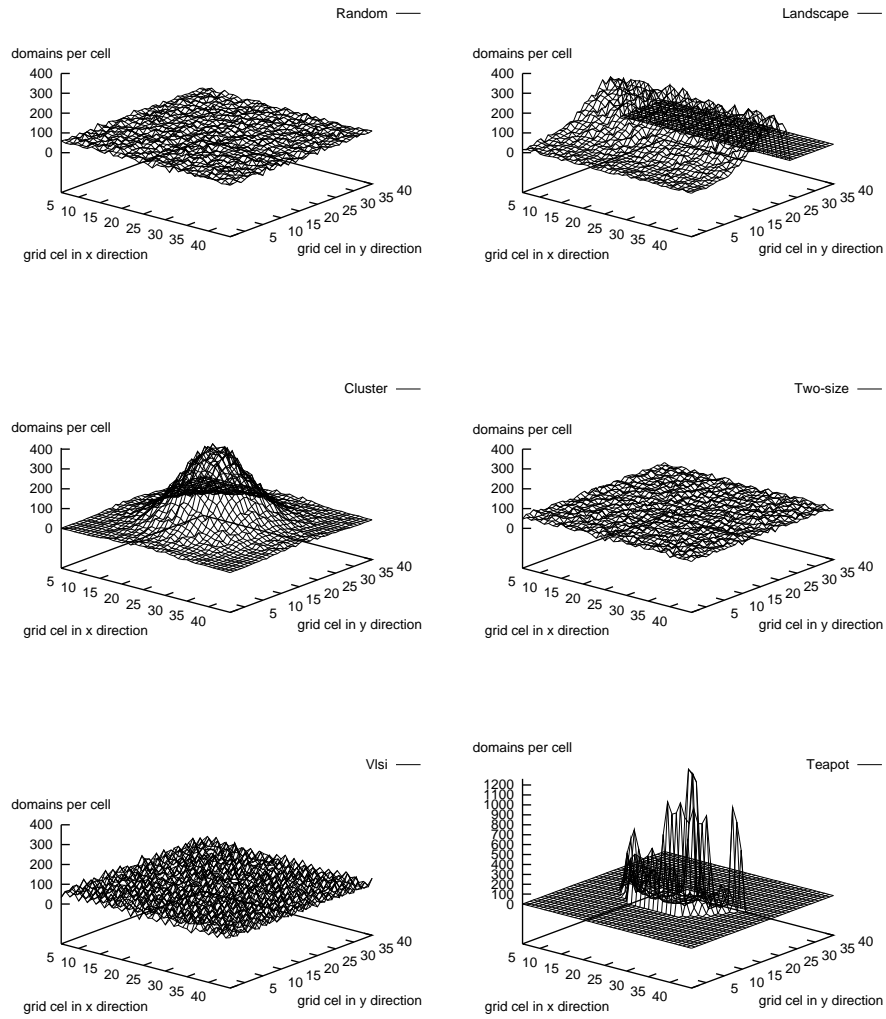 Random
domains per cell
400
300
200
100
0
5 10 15 20 25 30 35 40
5 10 15 20 25 30 35 40
grid cel in x direction
grid cel in y direction
Landscape
domains per cell
400
300
200
100
0
5 10 15 20 25 30 35 40
5 10 15 20 25 30 35 40
grid cel in x direction
grid cel in y direction
Cluster
domains per cell
400
300
200
100
0
5 10 15 20 25 30 35 40
5 10 15 20 25 30 35 40
grid cel in x direction
grid cel in y direction
Two-size
domains per cell
400
300
200
100
0
5 10 15 20 25 30 35 40
5 10 15 20 25 30 35 40
grid cel in x direction
grid cel in y direction
Vlsi
domains per cell
400
300
200
100
0
5 10 15 20 25 30 35 40
5 10 15 20 25 30 35 40
grid cel in x direction
grid cel in y direction
Teapot
domains per cell
1200
1100
1000
900
800
700
600
500
400
300
200
100
0
5 10 15 20 25 30 35 40
5 10 15 20 25 30 35 40
grid cel in x direction
grid cel in y direction